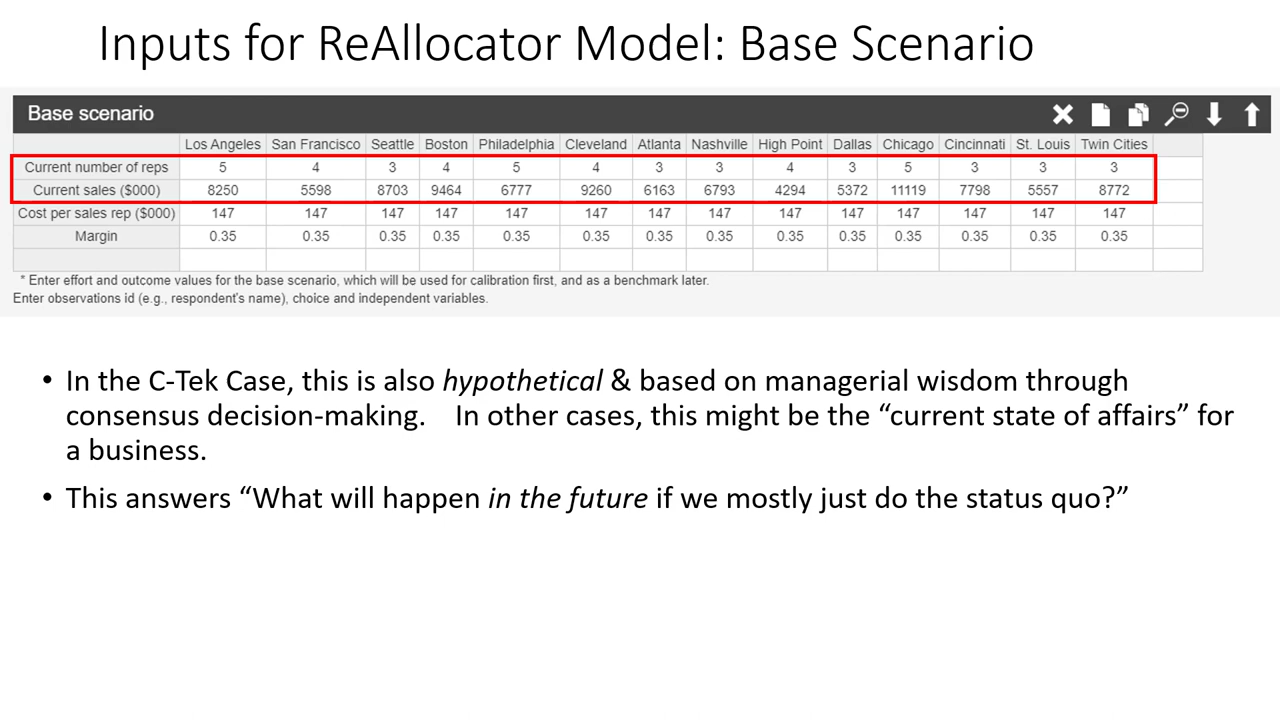 Inputs for ReAllocator Model: Base Scenario
Base scenario
Los Angeles San Francisco Seattle Boston Philadelphia Cleveland Atlanta Nashville High Point Dallas Chicago Cincinnati St. Louis Twin Cities
Current number of reps 5 4 3 4 5 4 3 3 4 3 5 3 3 3
Current sales ($000) 8250 5598 8703 9464 6777 9260 6163 6793 4294 5372 11119 7798 5557 8772
Cost per sales rep ($000) 147 147 147 147 147 147 147 147 147 147 147 147 147 147
Margin 0.35 0.35 0.35 0.35 0.35 0.35 0.35 0.35 0.35 0.35 0.35 0.35 0.35 0.35
* Enter effort and outcome values for the base scenario, which will be used for calibration first, and as a benchmark later.
Enter observations id (e.g., respondent's name), choice and independent variables.
• In the C-Tek Case, this is also hypothetical & based on managerial wisdom through
consensus decision-making. In other cases, this might be the “current state of affairs” for
a business.
• This answers “What will happen in the future if we mostly just do the status quo?”